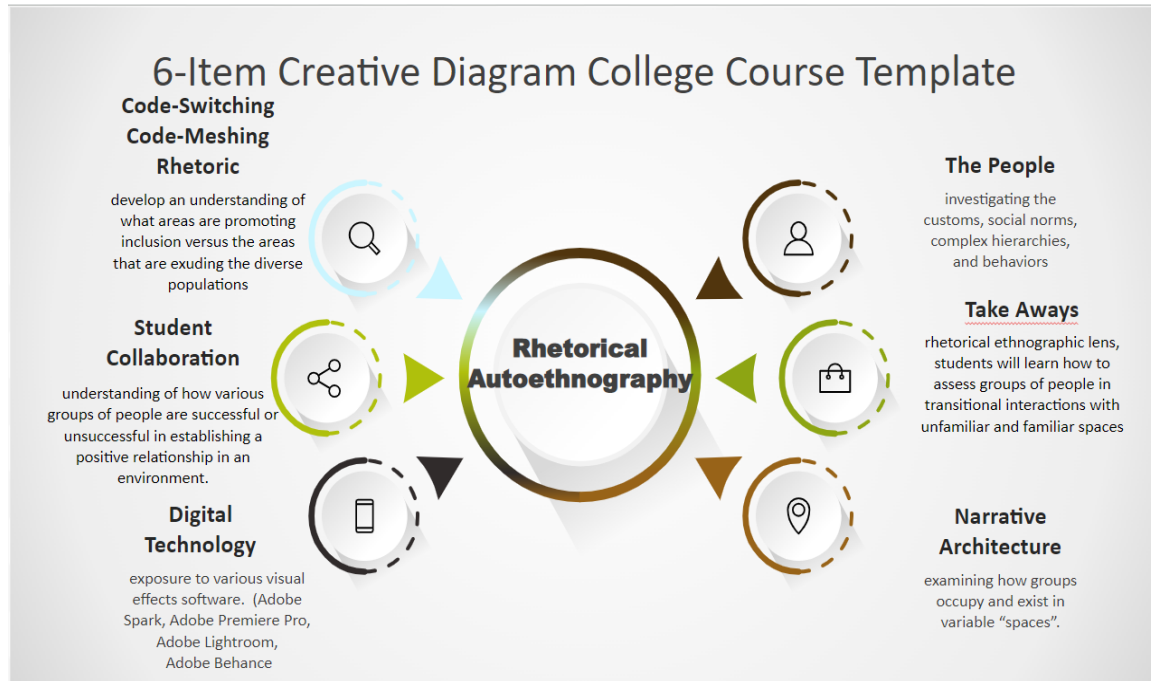 6-Item Creative Diagram College Course Template
Code-Switching
Code-Meshing
Rhetoric
develop an understanding of
what areas are promoting
inclusion versus the areas
that are exuding the diverse
populations
Student
Collaboration
understanding of how various
groups of people are successful or
unsuccessful in establishing a
positive relationship in an
environment.
Digital
Technology
exposure to various visual
effects software.  (Adobe
Spark, Adobe Premiere Pro,
Adobe Lightroom,
Adobe Behance
Rhetorical
Autoethnography
The People
investigating the
customs, social norms,
complex hierarchies,
and behaviors
Take Aways
rhetorical ethnographic lens,
students will learn how to
assess groups of people in
transitional interactions with
unfamiliar and familiar spaces
Narrative
Architecture
examining how groups
occupy and exist in
variable “spaces”.